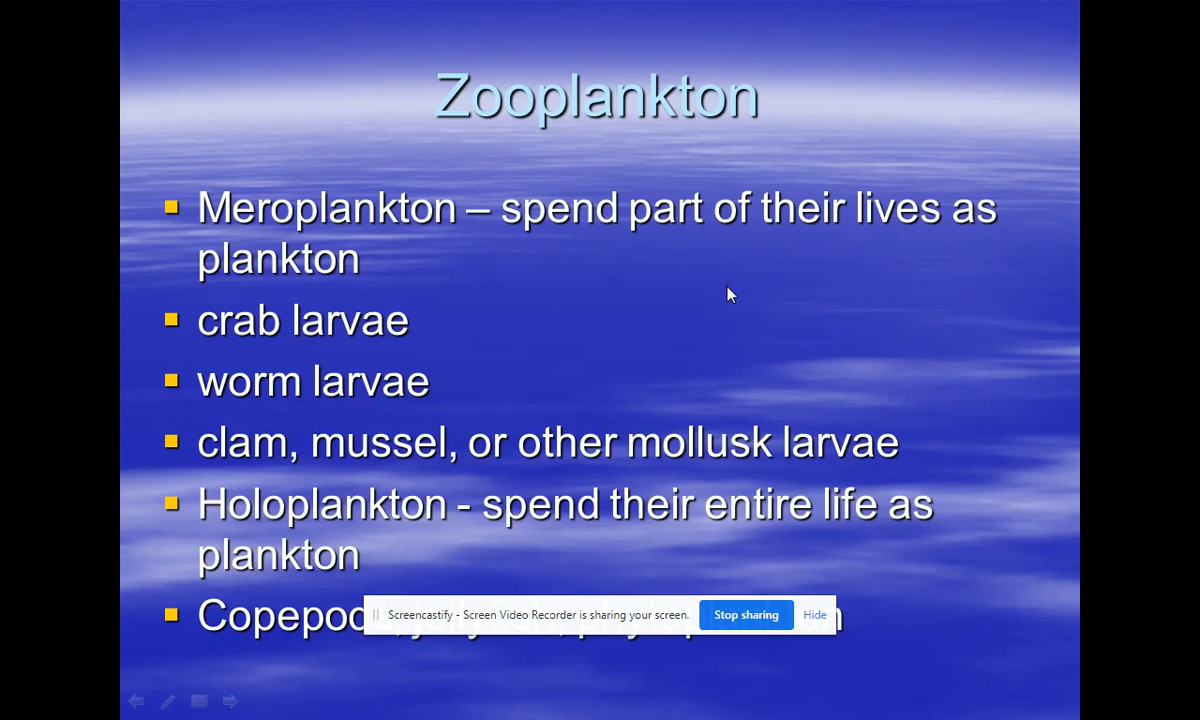 Zooplankton
Meroplankton – spend part of their lives as
plankton
crab larvae
worm larvae
clam, mussel, or other mollusk larvae
Holoplankton - spend their entire life as
plankton
Screencastify - Screen Video Recorder is sharing your screen. Stop sharing Hide